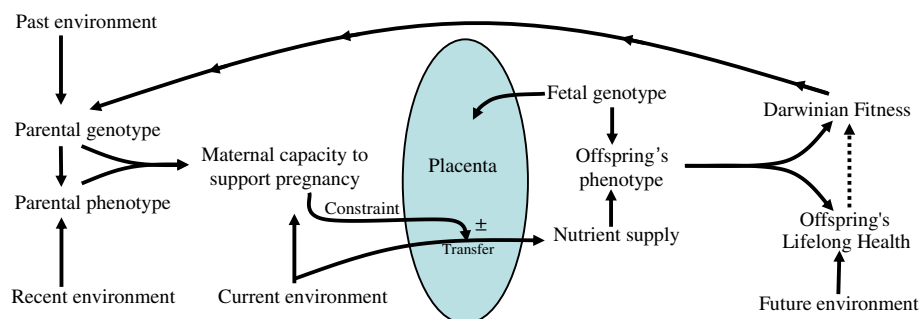 Past environment
Parental genotype
Parental phenotype
Recent environment
Maternal capacity to
support pregnancy
Constraint
Current environment
Placenta
±
Transfer
Fetal genotype
Offspring’s
phenotype
Nutrient supply
Darwinian Fitness
Offspring's
Lifelong Health
Future environment